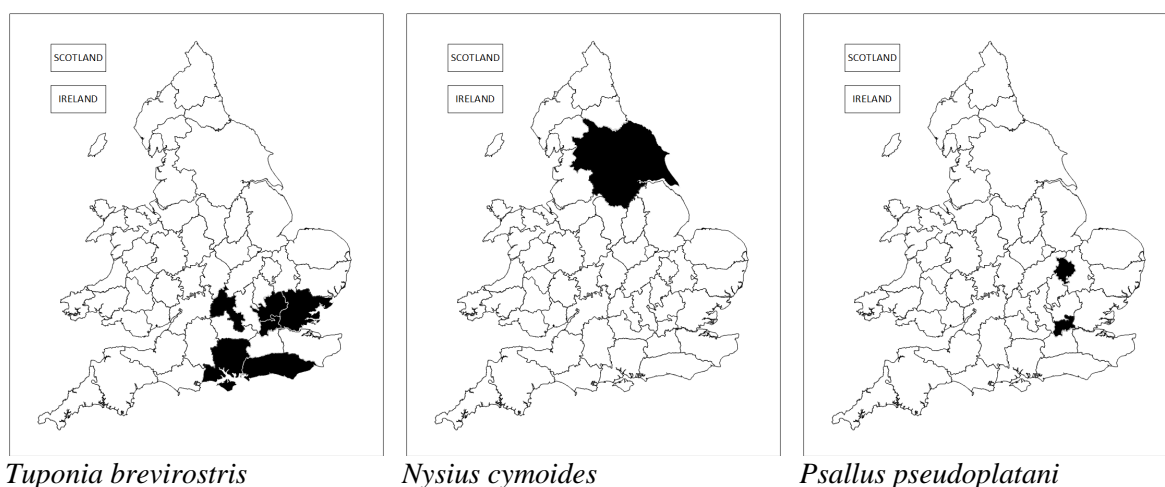 SCOTLAND
IRELAND
SCOTLAND
IRELAND
SCOTLAND
IRELAND
Tuponia brevirostris
Nysius cymoides
Psallus pseudoplatani